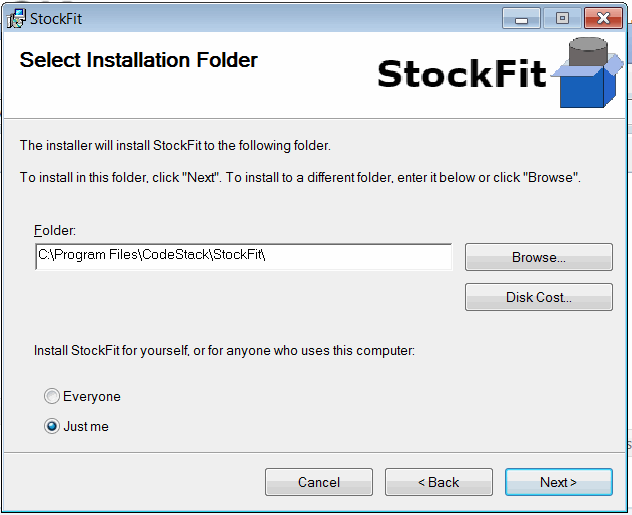 StockFit
Select Installation Folder
StockFit
The installer will install StockFit to the following folder.
To install in this folder, click "Next". To install to a different folder, enter it below or click "Browse".
Folder:
C:\Program Files\CodeStack\StockFit\
Browse...
Disk Cost...
Install StockFit for yourself, or for anyone who uses this computer:
Everyone
Just me
Cancel
< Back
Next >